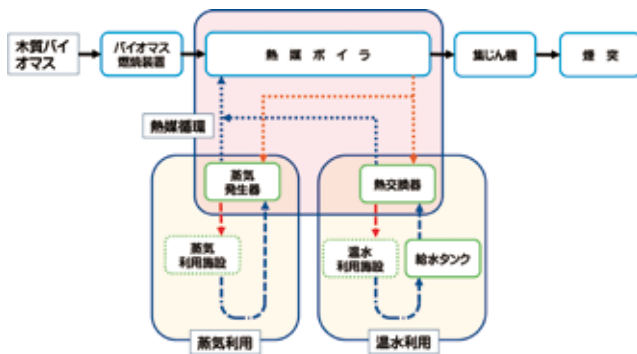 木質バイ
オマス
バイオマス
燃焼装置
熱媒ボイラ
集じん機
煙突
熱媒循環
蒸気
発生器
熱交換器
蒸気
利用施設
温水
利用施設
給水タンク
蒸気利用
温水利用